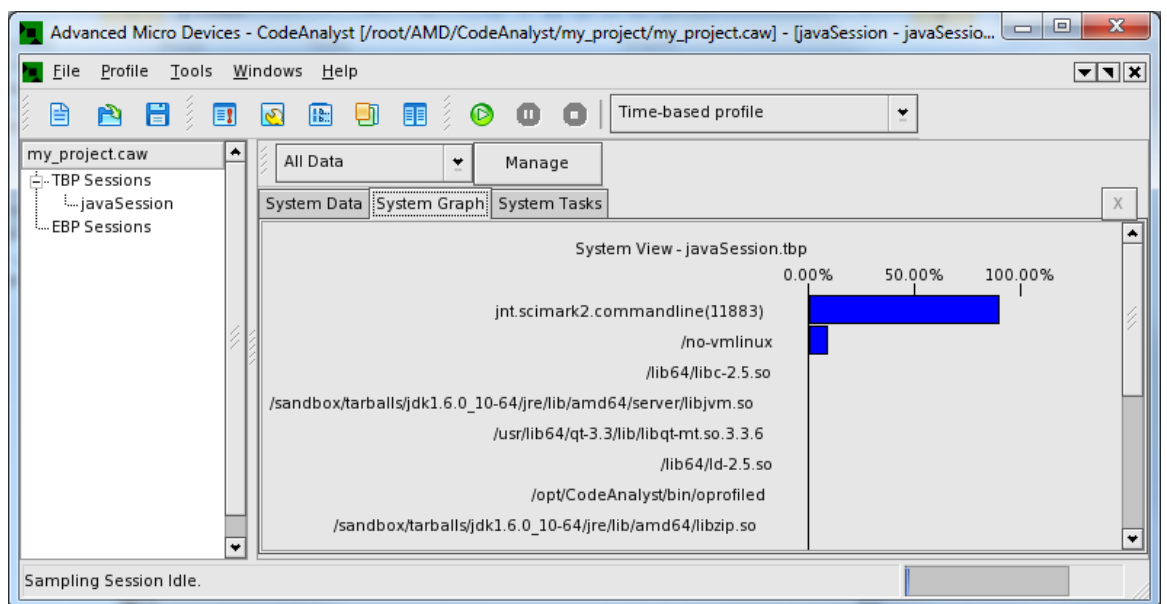 Advanced Micro Devices - CodeAnalyst [/root/AMD/CodeAnalyst/my_project/my_project.caw] - [javaSession - javaSessio...
File Profile Tools Windows Help
Time-based profile
my_project.caw
TBP Sessions
javaSession
EBP Sessions
All Data
Manage
System Data System Graph System Tasks
System View - javaSession.tbp
0.00% 50.00% 100.00%
jnt.scimark2.commandline(11883)
/no-vmlinux
/lib64/libc-2.5.so
/sandbox/tarballs/jdk1.6.0_10-64/jre/lib/amd64/server/libjvm.so
/usr/lib64/qt-3.3/lib/libqt-mt.so.3.3.6
/lib64/ld-2.5.so
/opt/CodeAnalyst/bin/oprofiled
/sandbox/tarballs/jdk1.6.0_10-64/jre/lib/amd64/libzip.so
Sampling Session Idle.